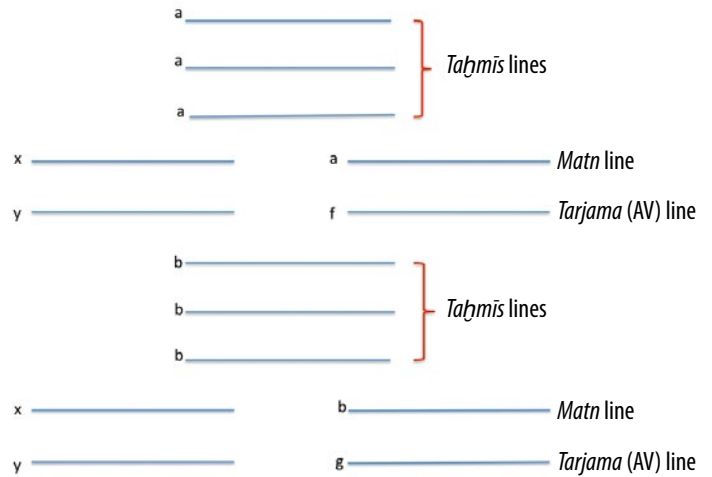 a
a Taḫmīs lines
a
x a Matn line
y f Tarjama (AV) line
b
b Taḫmīs lines
b
x b Matn line
y g Tarjama (AV) line